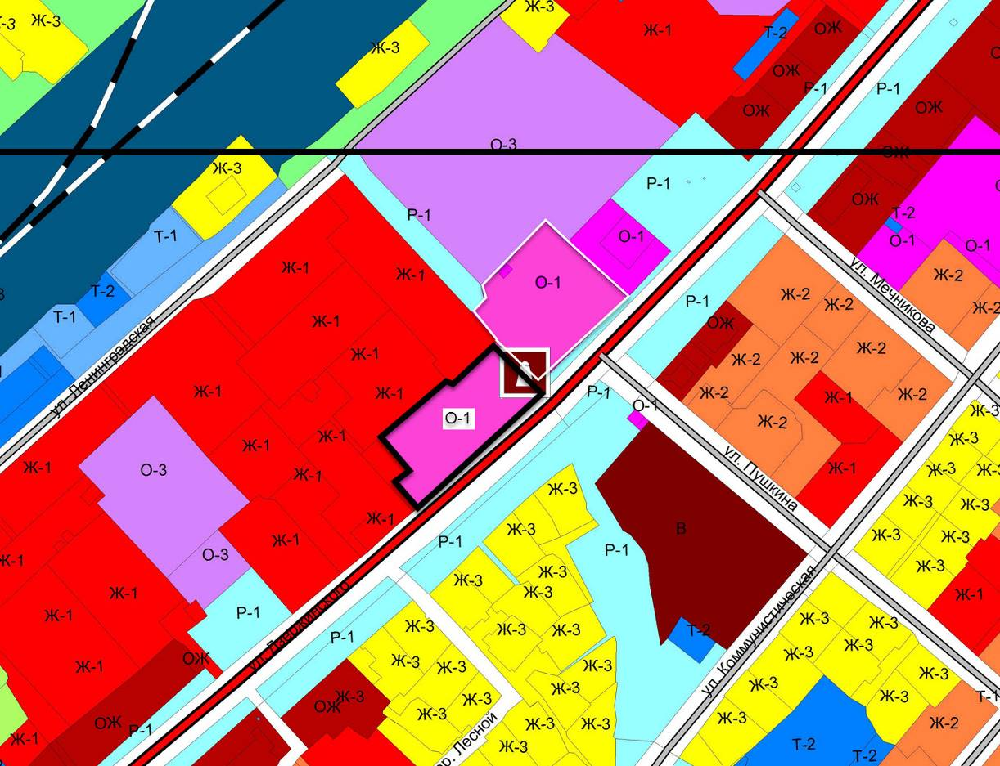 Ж-3
Ж-3
Ж-3
Ж-1
Т-2
ОЖ
Ж-3
ОЖ
Р-1
Р-1
ОЖ
ОЖ
О-3
ОЖ
Ж-3
Р-1
ОЖ
Р-1
Т-2
Т-1
О-1
О-1
О-1
Ж-1
Ж-1
О-1
ул. Мечникова
Ж-2
Т-2
Ж-2
Ж-2
Ж-2
Р-1
Т-1
Ж-1
ОЖ
Ж-2
ул. Ленинградская
Ж-1
Ж-2
Ж-2
Ж-1
Ж-1
Р-1
Ж-2
Ж-1
Ж-2
О-1
Ж-3
О-1
Ж-2
Ж-1
Ж-1
Ж-3
ул. Пушкина
Ж-1
О-3
Ж-1
Ж-1
Ж-3
Ж-3
Ж-3
Ж-3
Ж-3
Ж-1
Ж-3
В
Ж-3
Ж-3
Ж-1
Р-1
Р-1
О-3
Ж-1
Ж-3
Ж-3
Ж-3
Ж-1
Ж-3
Ж-1
ул. Дзержинского
ул. Коммунистическая
Ж-1
Р-1
Ж-3
Ж-3
Ж-3
Ж-3
Т-2
Р-1
Ж-3
Ж-3
Ж-3
ОЖ
Ж-3
Ж-3
Ж-3
Ж-1
Ж-3
Ж-3
Ж-3
Ж-3
Ж-3
Ж-3
Т-1
ОЖ
Ж-3
Ж-3
Ж-3
Ж-3
Ж-2
ОЖ
Р-1
Ж-1
пер. Лесной
Ж-3
Т-2
Т-2